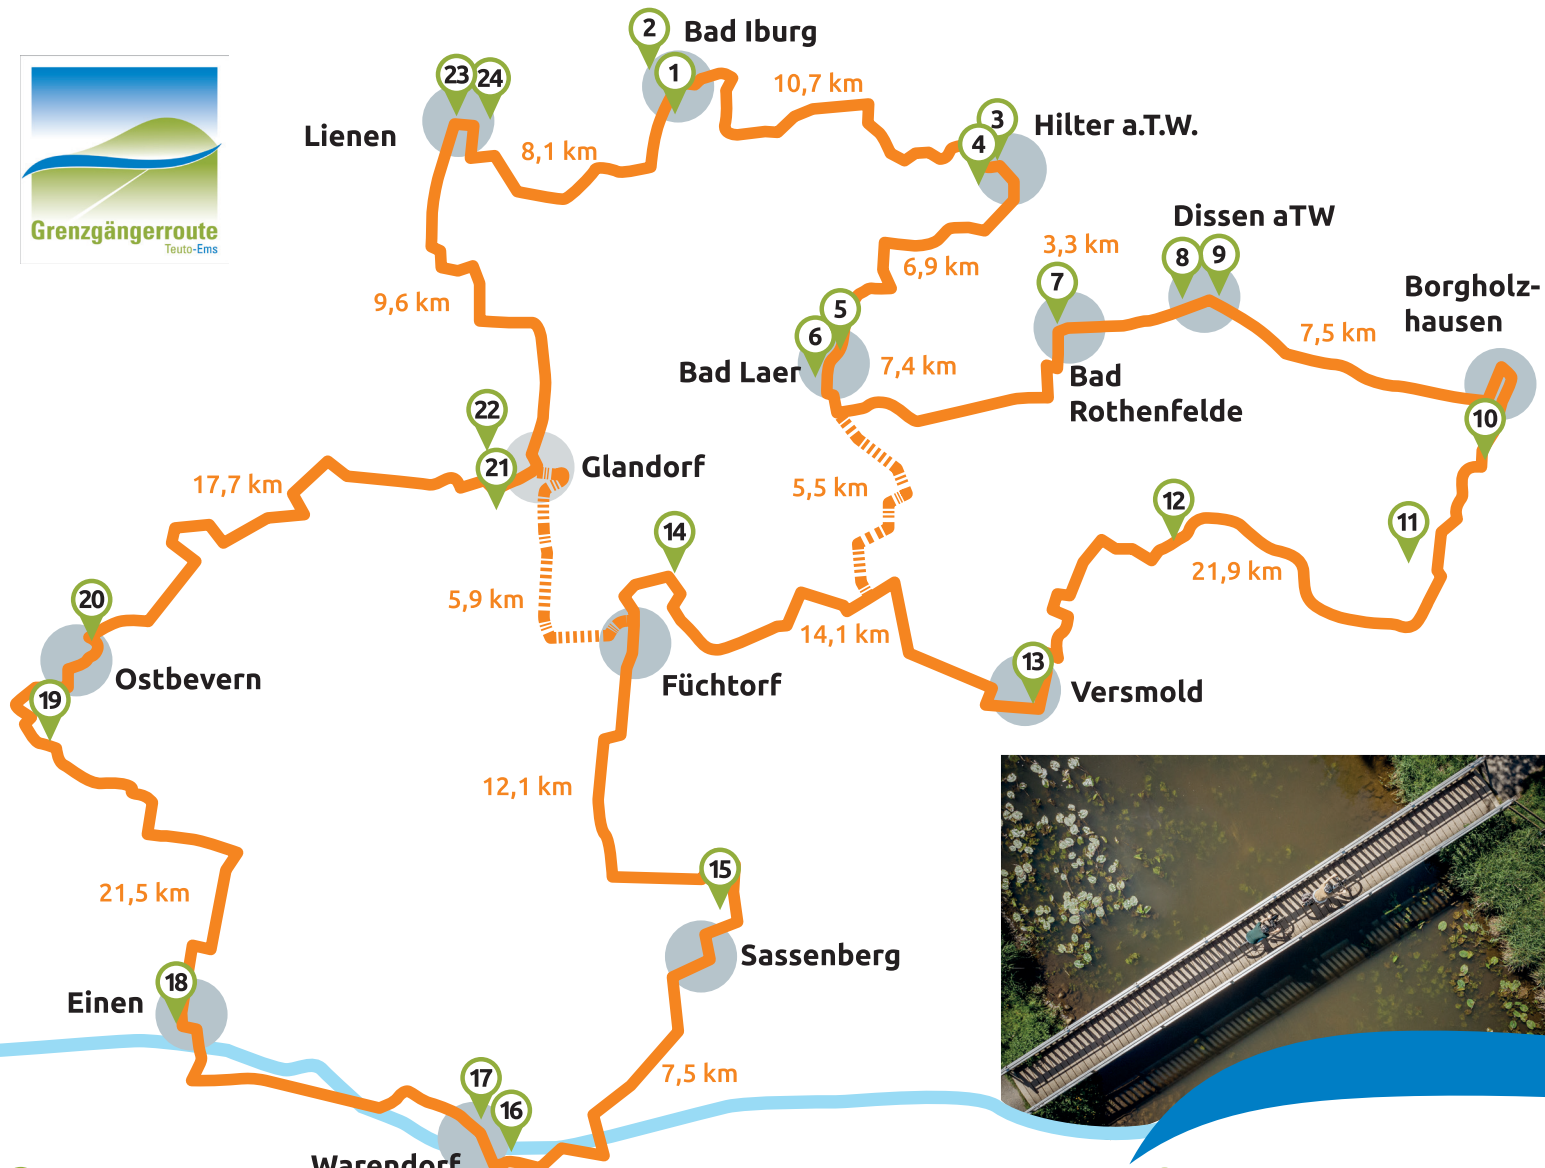 2
Bad Iburg
23
24
1
10,7 km
3
Hilter a.T.W.
Lienen
4
8,1 km
Grenzgängerroute
Teuto-Ems
Dissen aTW
3,3 km
8
9
6,9 km
7
Borgholz-
hausen
9,6 km
5
6
7,5 km
Bad Laer
7,4 km
Bad
Rothenfelde
22
10
21
Glandorf
17,7 km
5,5 km
12
11
14
21,9 km
20
5,9 km
14,1 km
13
Ostbevern
Füchtorf
Versmold
19
12,1 km
15
21,5 km
Sassenberg
18
Einen
17
7,5 km
16
Warendorf